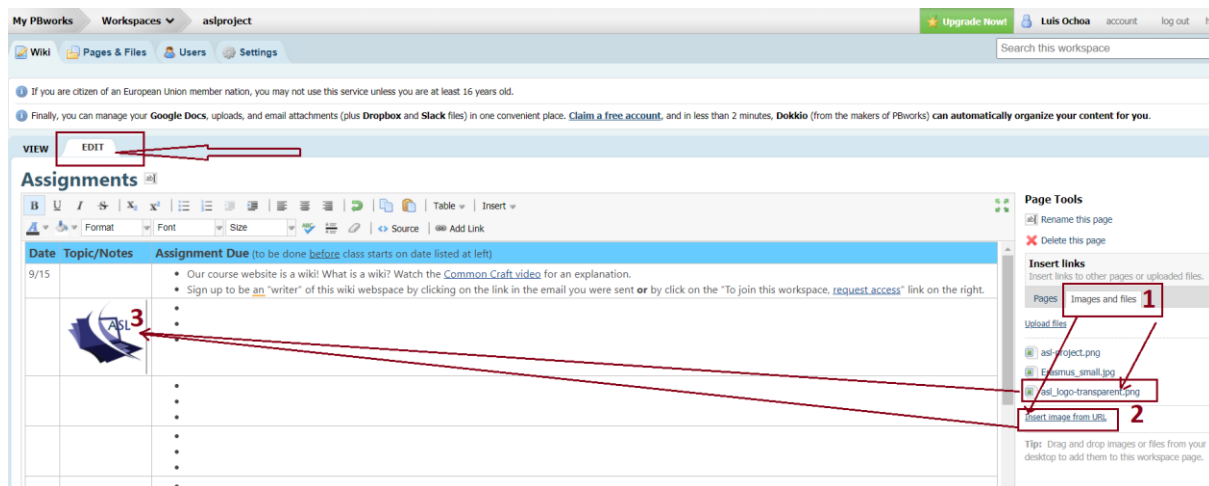 My PBworks Workspaces aslproject Upgrade Now! Luis Ochoa account log out
Wiki Pages & Files Users Settings Search this workspace
If you are citizen of an European Union member nation, you may not use this service unless you are at least 16 years old.
Finally, you can manage your Google Docs, uploads, and email attachments (plus Dropbox and Slack files) in one convenient place. Claim a free account, and in less than 2 minutes, Dokkio (from the makers of PBworks) can automatically organize your content for you.
VIEW EDIT
Assignments
B U I S X₂ X² Table Insert
A Format Font Size Source Add Link
Date Topic/Notes Assignment Due (to be done before class starts on date listed at left)
9/15 • Our course website is a wiki! What is a wiki? Watch the Common Craft video for an explanation.
• Sign up to be an "writer" of this wiki webspace by clicking on the link in the email you were sent or by click on the "To join this workspace, request access" link on the right.
ASL 3
Page Tools
Rename this page
Delete this page
Insert links
Insert links to other pages or uploaded files.
Pages Images and files 1
Upload files
asl-project.png
Erasmus_small.jpg
asl_logo-transparent.png
Insert image from URL 2
Tip: Drag and drop images or files from your
desktop to add them to this workspace page.